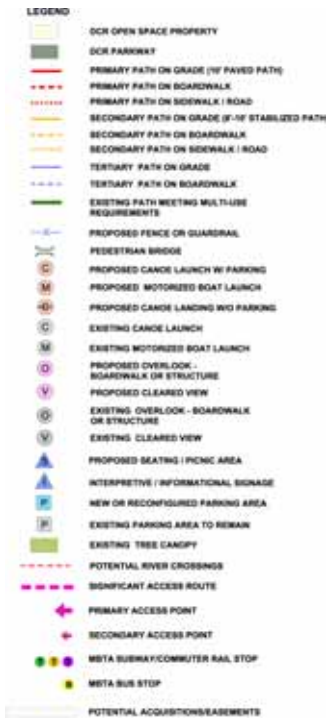 LEGEND
DCR OPEN SPACE PROPERTY
DCR PARKWAY
PRIMARY PATH ON GRADE (10' PAVED PATH)
PRIMARY PATH ON BOARDWALK
PRIMARY PATH ON SIDEWALK / ROAD
SECONDARY PATH ON GRADE (8'-10' STABILIZED PATH)
SECONDARY PATH ON BOARDWALK
SECONDARY PATH ON SIDEWALK / ROAD
TERTIARY PATH ON GRADE
TERTIARY PATH ON BOARDWALK
EXISTING PATH MEETING MULTI-USE
REQUIREMENTS
PROPOSED FENCE OR GUARDRAIL
PEDESTRIAN BRIDGE
C PROPOSED CANOE LAUNCH W/ PARKING
M PROPOSED MOTORIZED BOAT LAUNCH
PROPOSED CANOE LANDING W/O PARKING
C EXISTING CANOE LAUNCH
M EXISTING MOTORIZED BOAT LAUNCH
O PROPOSED OVERLOOK -
BOARDWALK OR STRUCTURE
V PROPOSED CLEARED VIEW
O EXISTING OVERLOOK - BOARDWALK
OR STRUCTURE
V EXISTING CLEARED VIEW
PROPOSED SEATING / PICNIC AREA
INTERPRETIVE / INFORMATIONAL SIGNAGE
P NEW OR RECONFIGURED PARKING AREA
P EXISTING PARKING AREA TO REMAIN
EXISTING TREE CANOPY
POTENTIAL RIVER CROSSINGS
SIGNIFICANT ACCESS ROUTE
PRIMARY ACCESS POINT
SECONDARY ACCESS POINT
MBTA SUBWAY/COMMUTER RAIL STOP
MBTA BUS STOP
POTENTIAL ACQUISITIONS/EASEMENTS